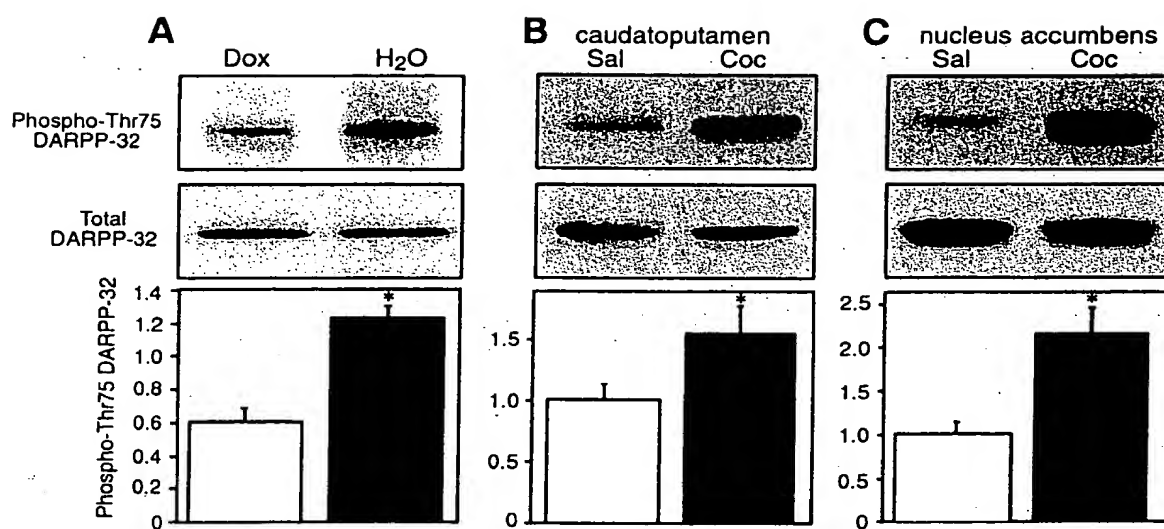 A
B caudatoputamen
C nucleus accumbens
Dox H₂O
Sal Coc
Sal Coc
Phospho-Thr75
DARPP-32
Total
DARPP-32
Phospho-Thr75 DARPP-32
1.4
1.2
1.0
0.8
0.6
0.4
0.2
0
*
1.5
1.0
0
*
2.5
2.0
1.5
1.0
0.5
0
*